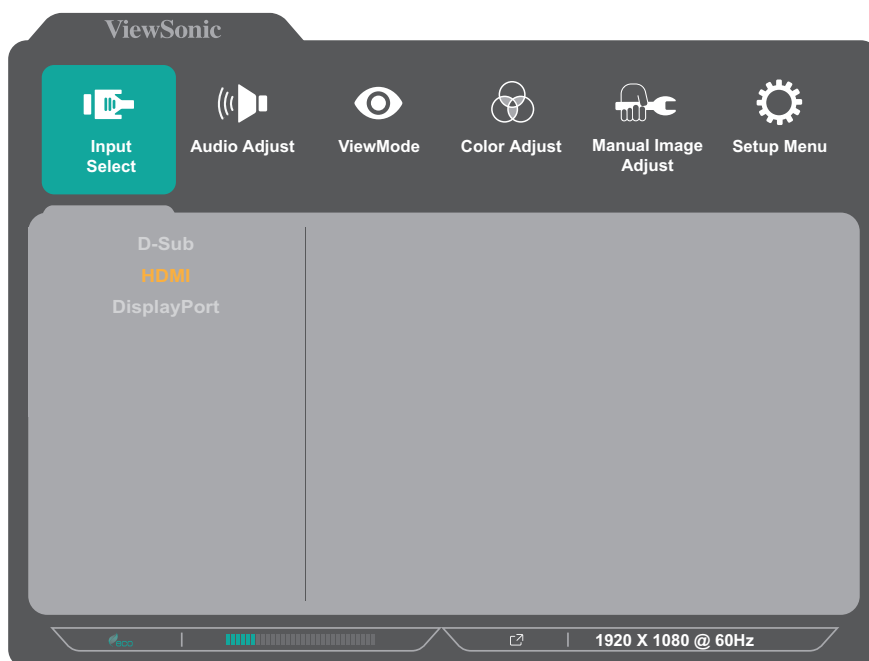 ViewSonic
Input
Select
Audio Adjust
ViewMode
Color Adjust
Manual Image
Adjust
Setup Menu
D-Sub
HDMI
DisplayPort
eco
1920 X 1080 @ 60Hz